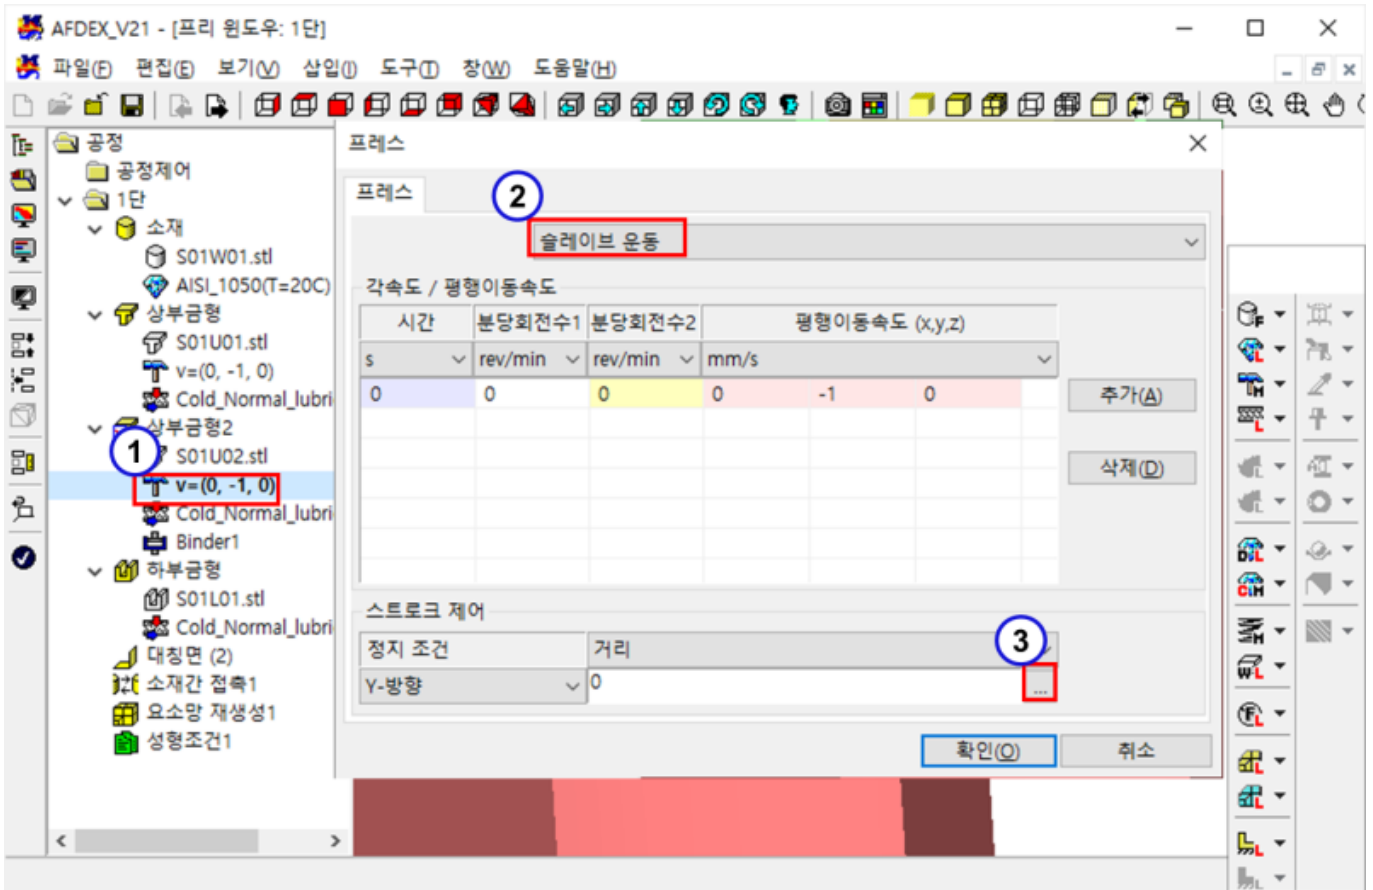 AFDEX_V21 - [프리 윈도우: 1단]
파일(F) 편집(E) 보기(V) 삽입(I) 도구(T) 창(W) 도움말(H)
공정
공정제어
1단
소재
S01W01.stl
AISI_1050(T=20C)
상부금형
S01U01.stl
v=(0, -1, 0)
Cold_Normal_lubri
상부금형2
1
S01U02.stl
v=(0, -1, 0)
Cold_Normal_lubri
Binder1
하부금형
S01L01.stl
Cold_Normal_lubri
대칭면 (2)
소재간 접촉1
요소망 재생성1
성형조건1
프레스
프레스
2
슬레이브 운동
각속도 / 평행이동속도
시간 분당회전수1 분당회전수2 평행이동속도 (x,y,z)
s rev/min rev/min mm/s
0 0 0 0 -1 0
추가(A)
삭제(D)
스트로크 제어
3
정지 조건 거리
Y-방향 0 ...
확인(O) 취소